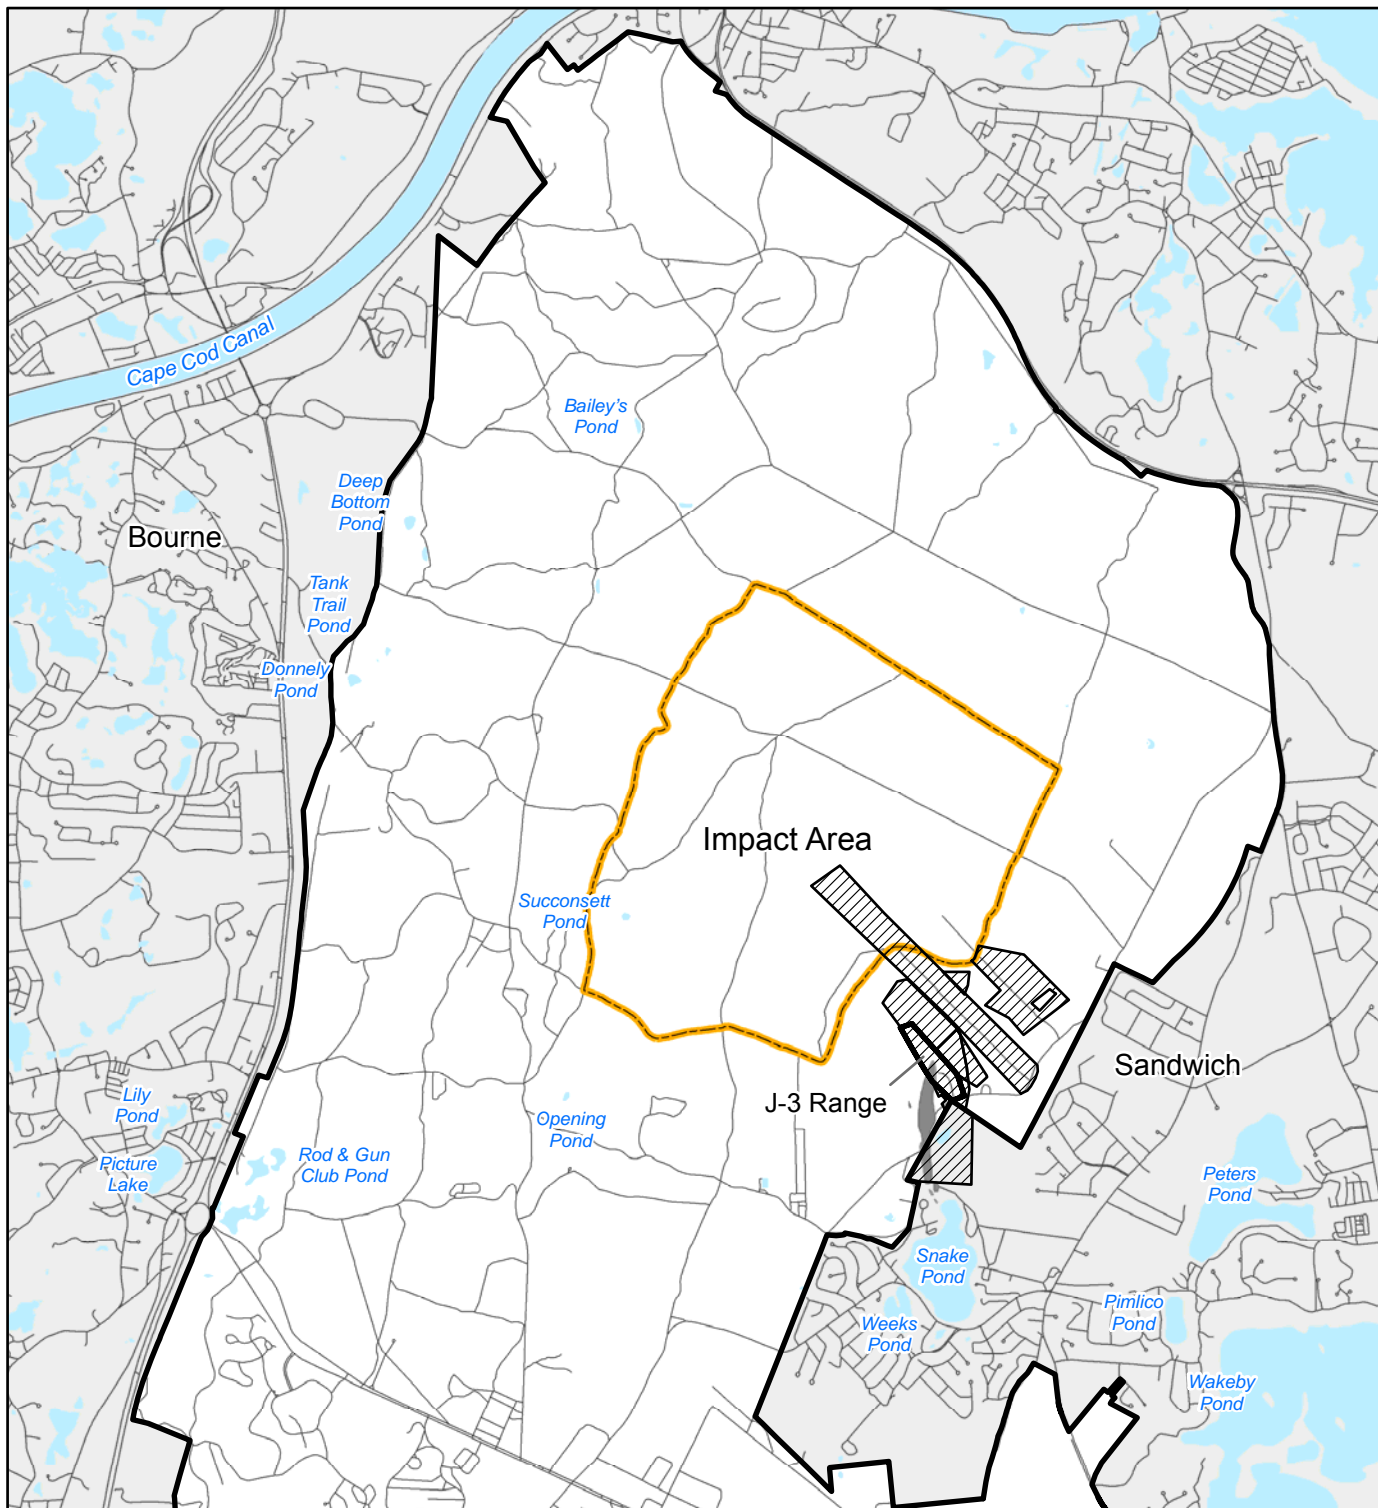 Cape Cod Canal
Bailey's
Pond
Deep
Bottom
Pond
Bourne
Tank
Trail
Pond
Donnely
Pond
Impact Area
Succonsett
Pond
Sandwich
J-3 Range
Lily
Pond
Opening
Pond
Rod & Gun
Club Pond
Picture
Lake
Peters
Pond
Snake
Pond
Pimlico
Pond
Weeks
Pond
Wakeby
Pond